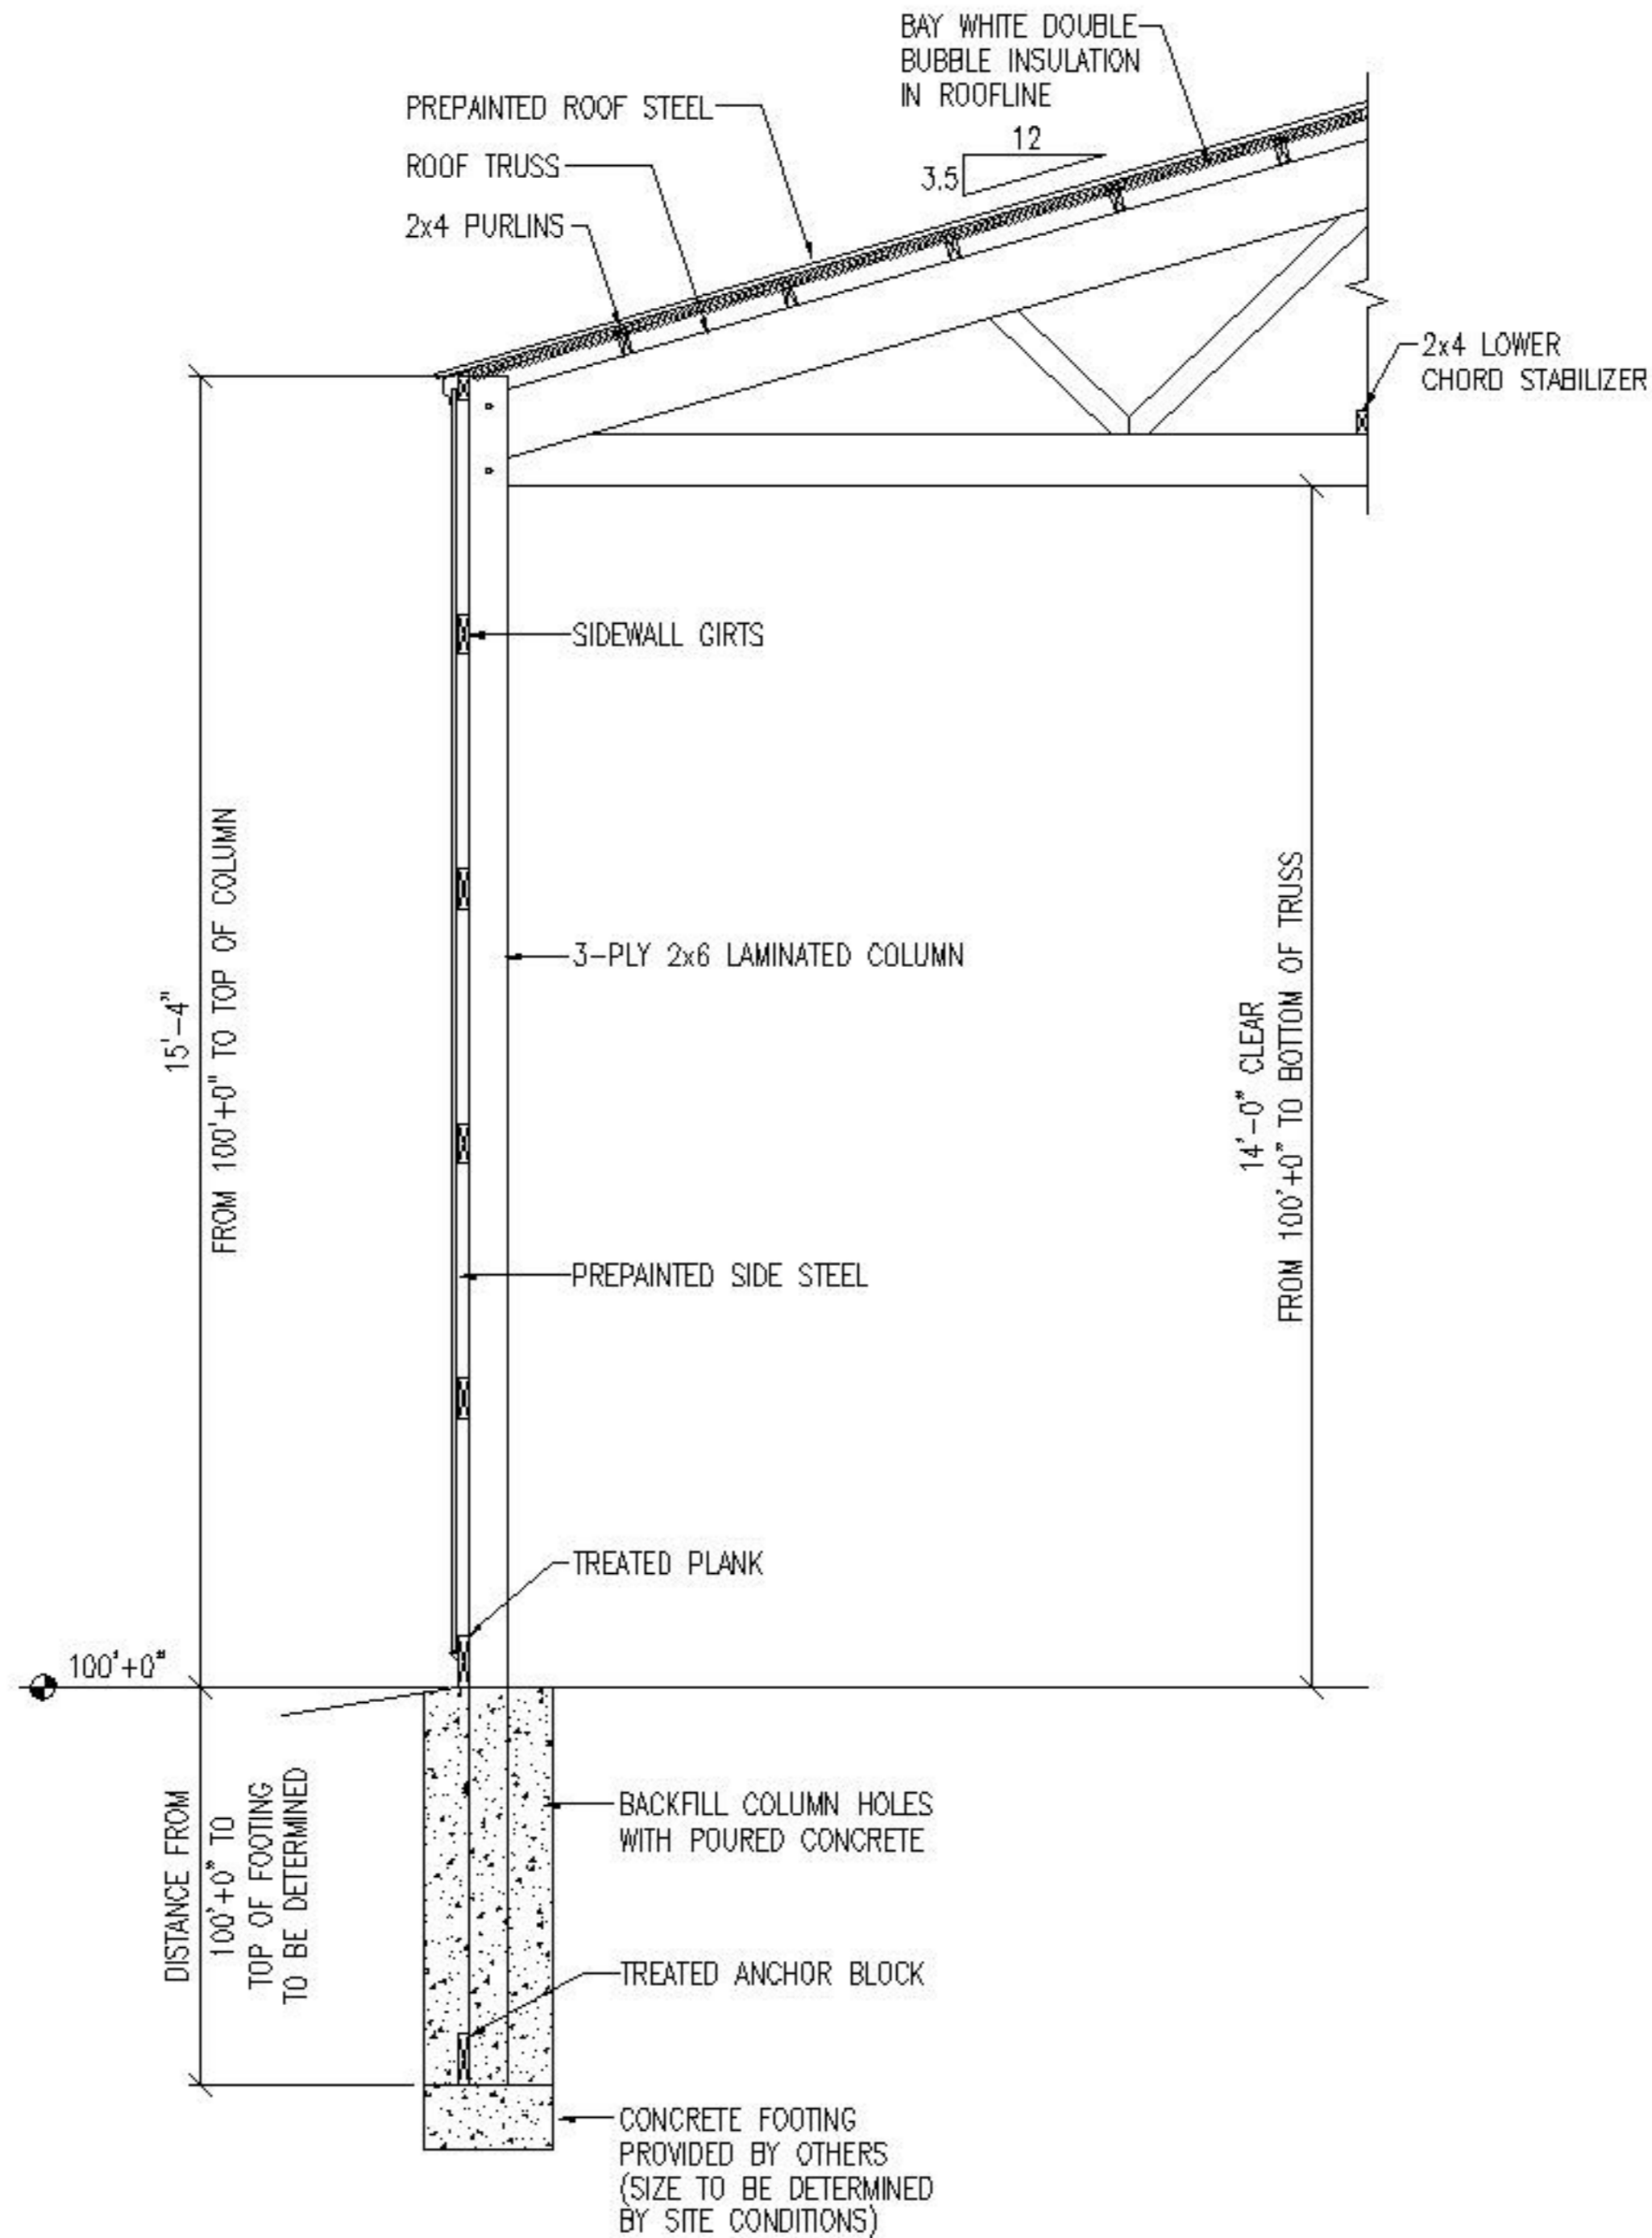 BAY WHITE DOUBLE
BUBBLE INSULATION
IN ROOFLINE
PREPAINTED ROOF STEEL
12
3.5
ROOF TRUSS
2x4 PURLINS
2x4 LOWER
CHORD STABILIZER
SIDEWALL GIRTS
15'-4"
FROM 100'+0" TO TOP OF COLUMN
3-PLY 2x6 LAMINATED COLUMN
14'-0" CLEAR
FROM 100'+0" TO BOTTOM OF TRUSS
PREPAINTED SIDE STEEL
TREATED PLANK
100'+0"
DISTANCE FROM
100'+0" TO
TOP OF FOOTING
TO BE DETERMINED
BACKFILL COLUMN HOLES
WITH POURED CONCRETE
TREATED ANCHOR BLOCK
CONCRETE FOOTING
PROVIDED BY OTHERS
(SIZE TO BE DETERMINED
BY SITE CONDITIONS)